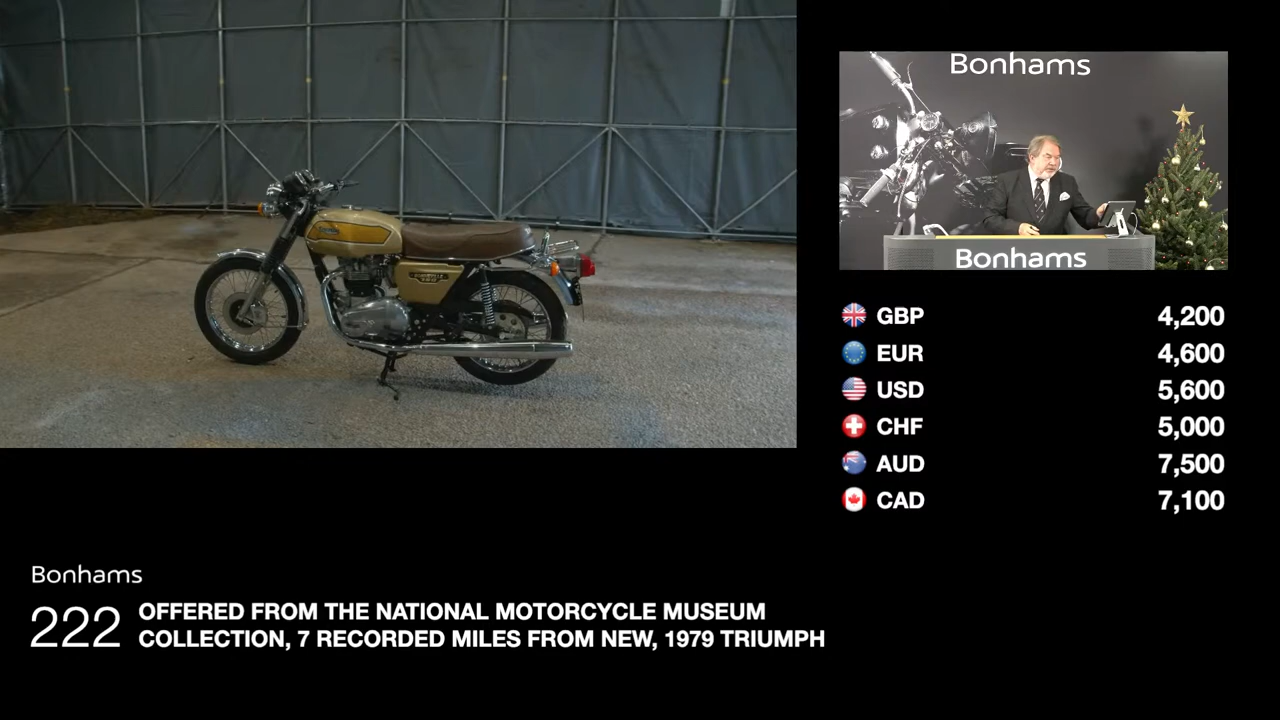 Bonhams
Bonhams
GBP 4,200
EUR 4,600
USD 5,600
CHF 5,000
AUD 7,500
CAD 7,100
Bonhams
222
OFFERED FROM THE NATIONAL MOTORCYCLE MUSEUM
COLLECTION, 7 RECORDED MILES FROM NEW, 1979 TRIUMPH